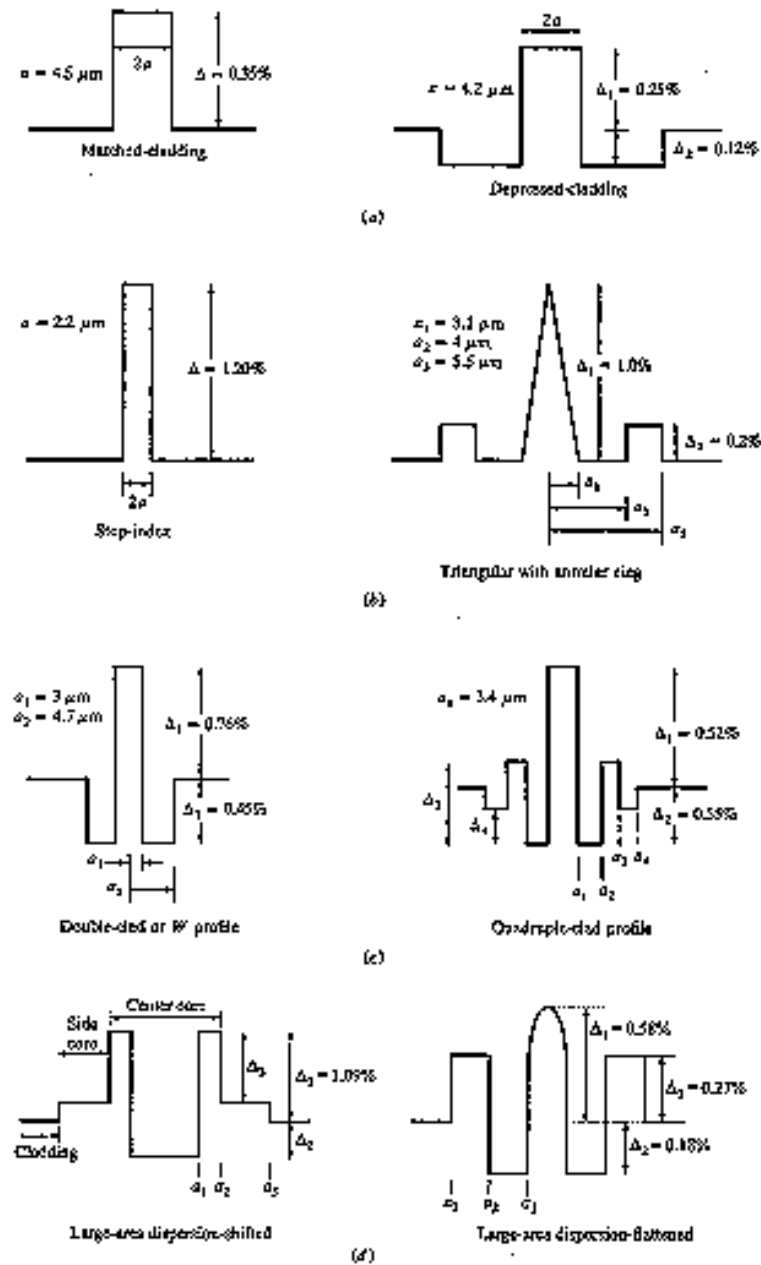 2a
a = 4.5 μm
Δ = 0.35%
Matched-cladding
2a
a = 4.2 μm
Δ₁ = 0.25%
Δ₂ = 0.12%
Depressed-cladding
(a)
a = 2.2 μm
Δ = 1.20%
2a
Step-index
a₂ = 4 μm
a₃ = 5.5 μm
Δ₁ = 1.0%
Δ₂ = 0.2%
Triangular with annular ring
(b)
a₁ = 3 μm
a₂ = 4.7 μm
Δ₁ = 0.76%
Δ₂ = 0.45%
a₁
a₂
Double-clad or W profile
a₁ = 3.4 μm
Δ₁ = 0.52%
Δ₂ = 0.55%
Δ₃
Δ₄
a₁
a₂
a₃
a₄
Quadruple-clad profile
(c)
Center core
Side
core
Δ₃
Δ₁ = 1.09%
Δ₂
Cladding
a₁
a₂
a₃
Large-area dispersion-shifted
Δ₁ = 0.58%
Δ₃ = 0.27%
Δ₂ = 0.18%
a₃
a₂
a₁
Large-area dispersion-flattened
(d)